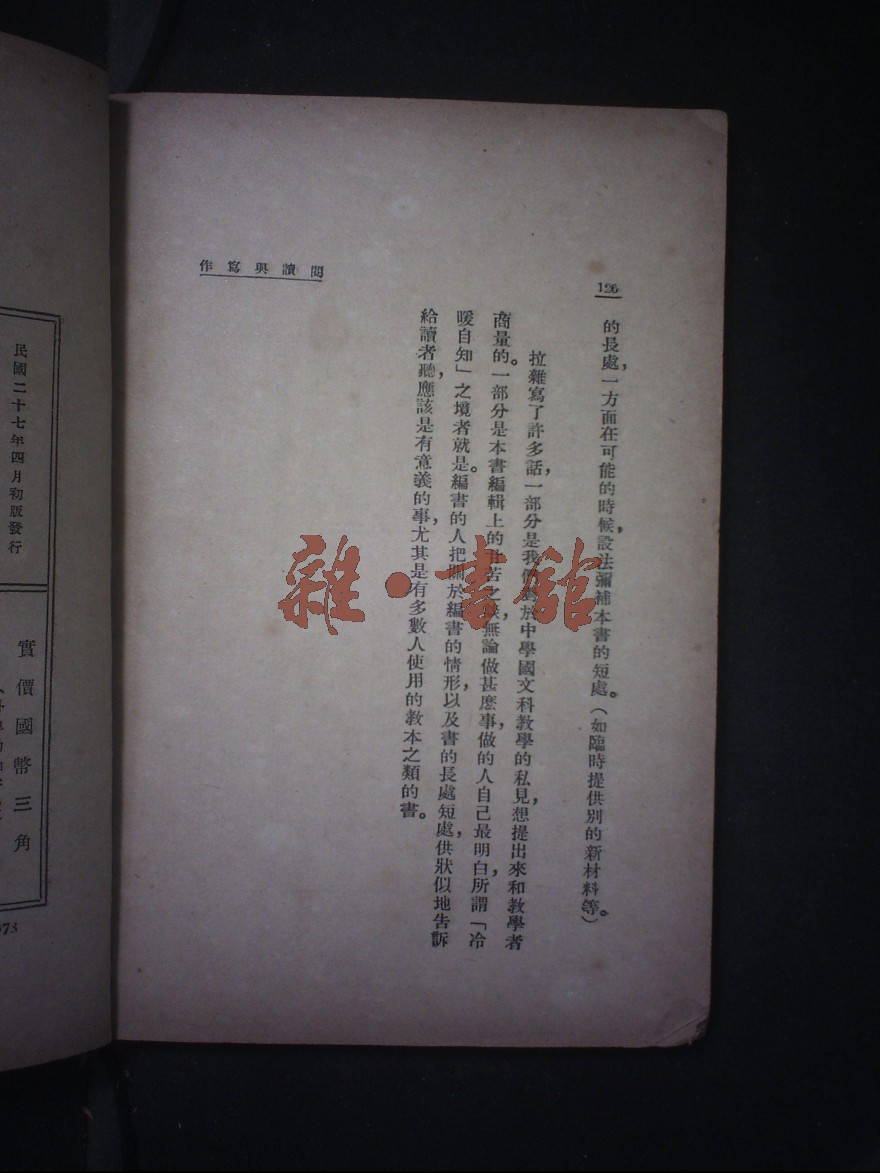 126
的長處,一方面在可能的時候,設法彌補本書的短處。(如臨時提供別的新材料等。)
拉雜寫了許多話,一部分是我們對於中學國文科教學的私見,想提出來和教學者
商量的。一部分是本書編輯上的甘苦之談,無論做甚麽事,做的人自己最明白,所謂「冷
暖自知」之境者就是。編書的人把關於編書的情形,以及書的長處短處,供狀似地告訴
給讀者聽,應該是有意義的事,尤其是有多數人使用的教本之類的書。
閱讀與寫作
雜·書館
實價國幣三角
民國二十七年四月初版發行